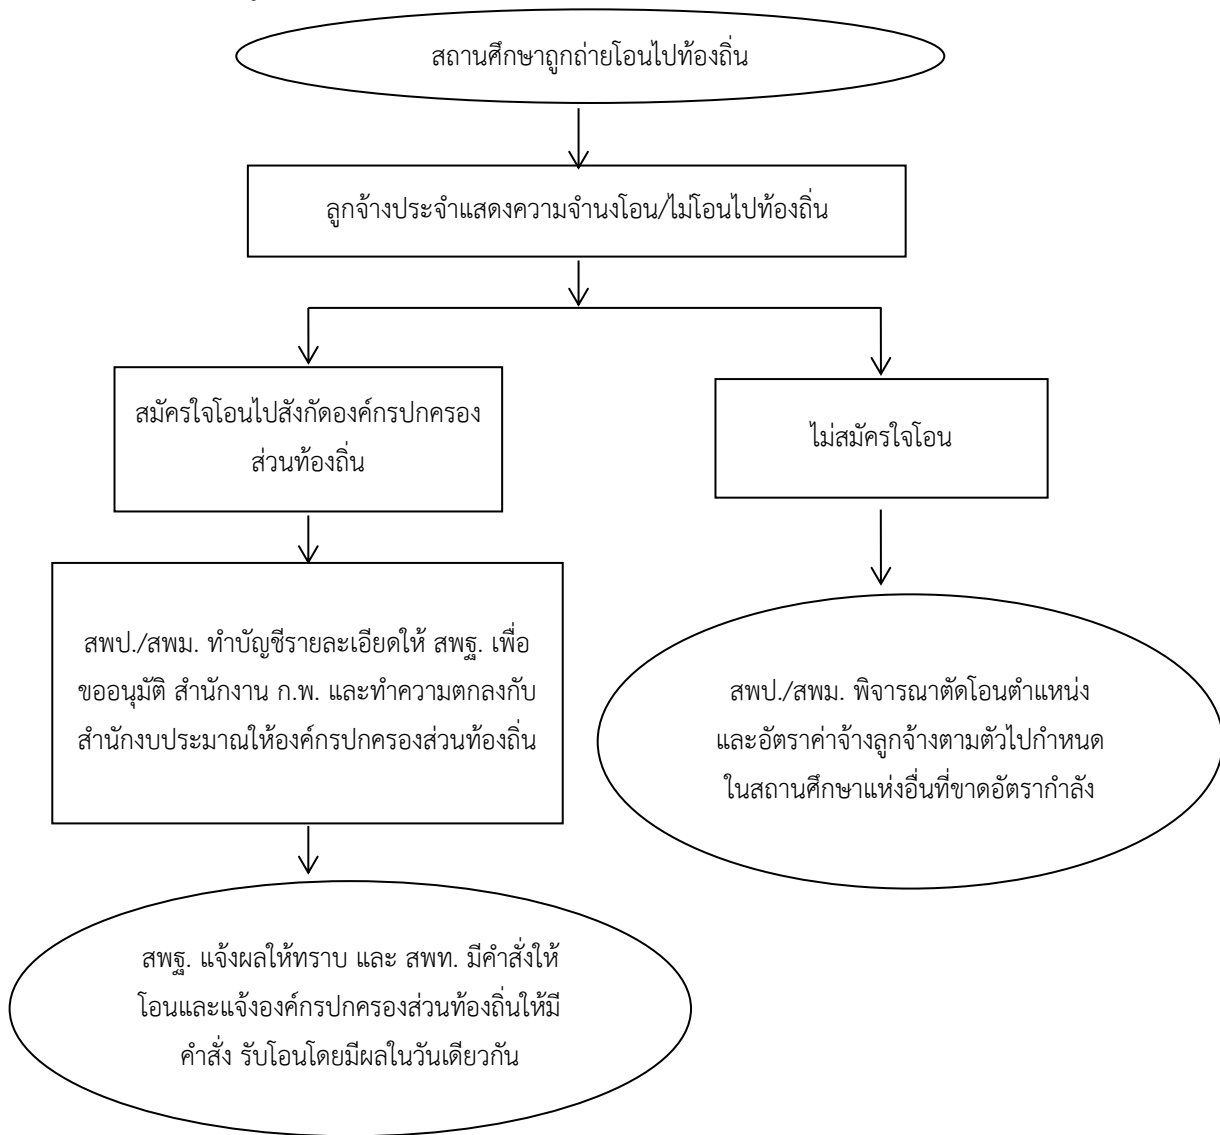 สถานศึกษาถูกถ่ายโอนไปท้องถิ่น
ลูกจ้างประจำแสดงความจำนงโอน/ไม่โอนไปท้องถิ่น
สมัครใจโอนไปสังกัดองค์กรปกครอง
ส่วนท้องถิ่น
ไม่สมัครใจโอน
สพป./สพม. ทำบัญชีรายละเอียดให้ สพฐ. เพื่อ
ขออนุมัติ สำนักงาน ก.พ. และทำความตกลงกับ
สำนักงบประมาณให้องค์กรปกครองส่วนท้องถิ่น
สพป./สพม. พิจารณาตัดโอนตำแหน่ง
และอัตราค่าจ้างลูกจ้างตามตัวไปกำหนด
ในสถานศึกษาแห่งอื่นที่ขาดอัตรากำลัง
สพฐ. แจ้งผลให้ทราบ และ สพท. มีคำสั่งให้
โอนและแจ้งองค์กรปกครองส่วนท้องถิ่นให้มี
คำสั่ง รับโอนโดยมีผลในวันเดียวกัน